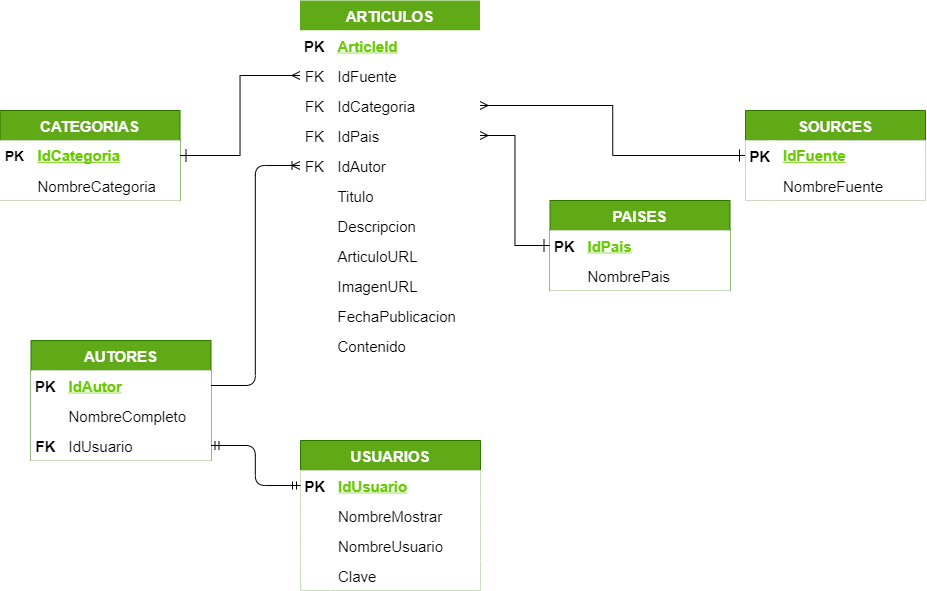 ARTICULOS
PK ArticleId
FK IdFuente
FK IdCategoria
FK IdPais
FK IdAutor
Titulo
Descripcion
ArticuloURL
ImagenURL
FechaPublicacion
Contenido
CATEGORIAS
PK IdCategoria
NombreCategoria
SOURCES
PK IdFuente
NombreFuente
PAISES
PK IdPais
NombrePais
AUTORES
PK IdAutor
NombreCompleto
FK IdUsuario
USUARIOS
PK IdUsuario
NombreMostrar
NombreUsuario
Clave